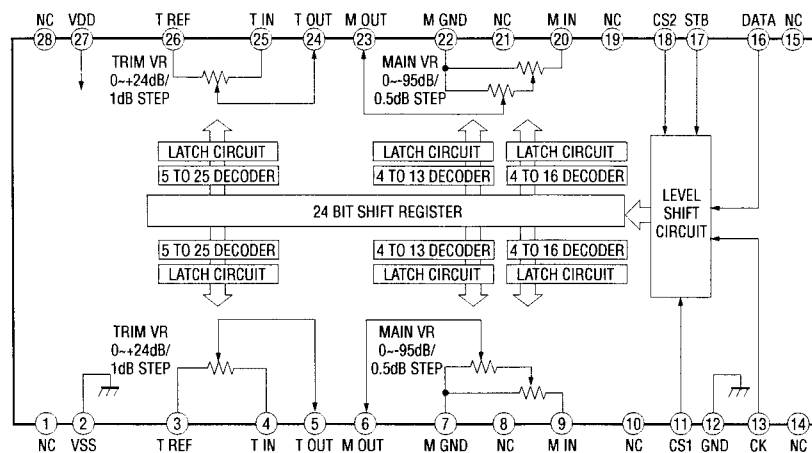 NC VDD T REF T IN T OUT M OUT M GND NC M IN NC CS2 STB DATA NC
28 27 26 25 24 23 22 21 20 19 18 17 16 15
TRIM VR
0~+24dB/
1dB STEP
MAIN VR
0~-95dB/
0.5dB STEP
LATCH CIRCUIT LATCH CIRCUIT LATCH CIRCUIT
5 TO 25 DECODER 4 TO 13 DECODER 4 TO 16 DECODER
24 BIT SHIFT REGISTER
LEVEL
SHIFT
CIRCUIT
5 TO 25 DECODER 4 TO 13 DECODER 4 TO 16 DECODER
LATCH CIRCUIT LATCH CIRCUIT LATCH CIRCUIT
TRIM VR
0~+24dB/
1dB STEP
MAIN VR
0~-95dB/
0.5dB STEP
1 2 3 4 5 6 7 8 9 10 11 12 13 14
NC VSS T REF T IN T OUT M OUT M GND NC M IN NC CS1 GND CK NC